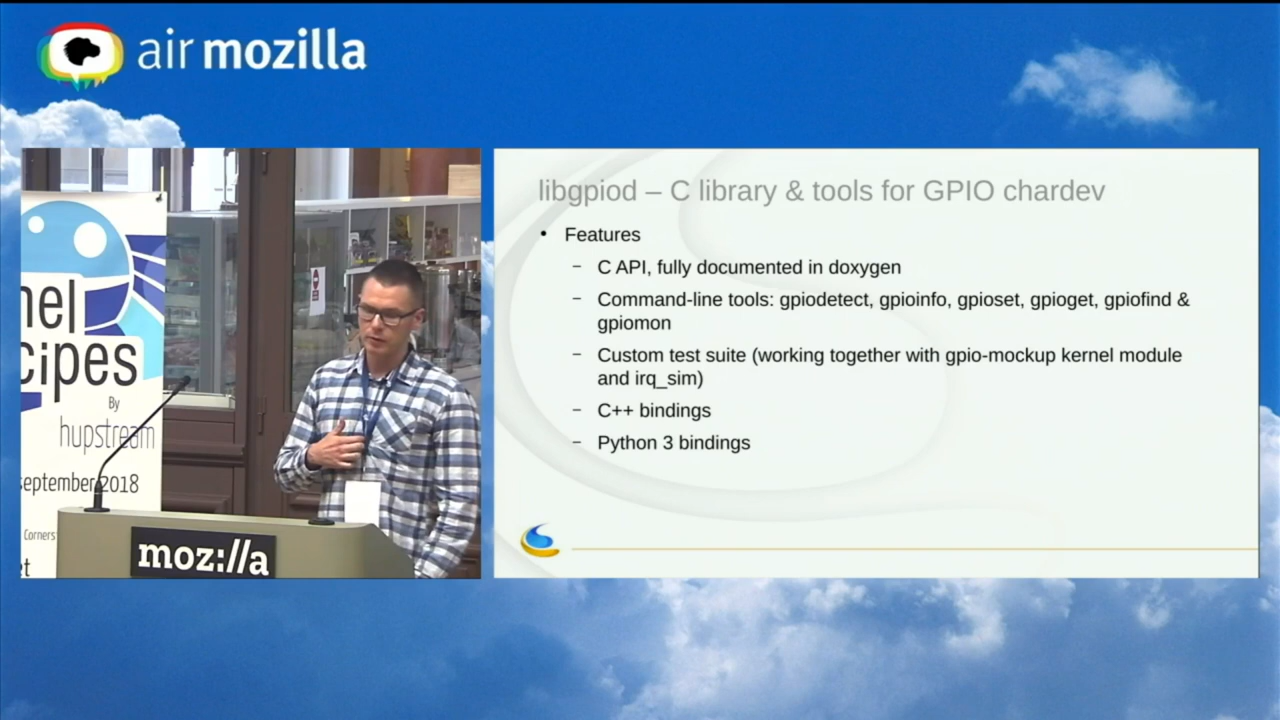 air mozilla
nel
cipes
By
hupstream
september 2018
Corners
et
moz://a
libgpiod – C library & tools for GPIO chardev
• Features
– C API, fully documented in doxygen
– Command-line tools: gpiodetect, gpioinfo, gpioset, gpioget, gpiofind &
gpiomon
– Custom test suite (working together with gpio-mockup kernel module
and irq_sim)
– C++ bindings
– Python 3 bindings